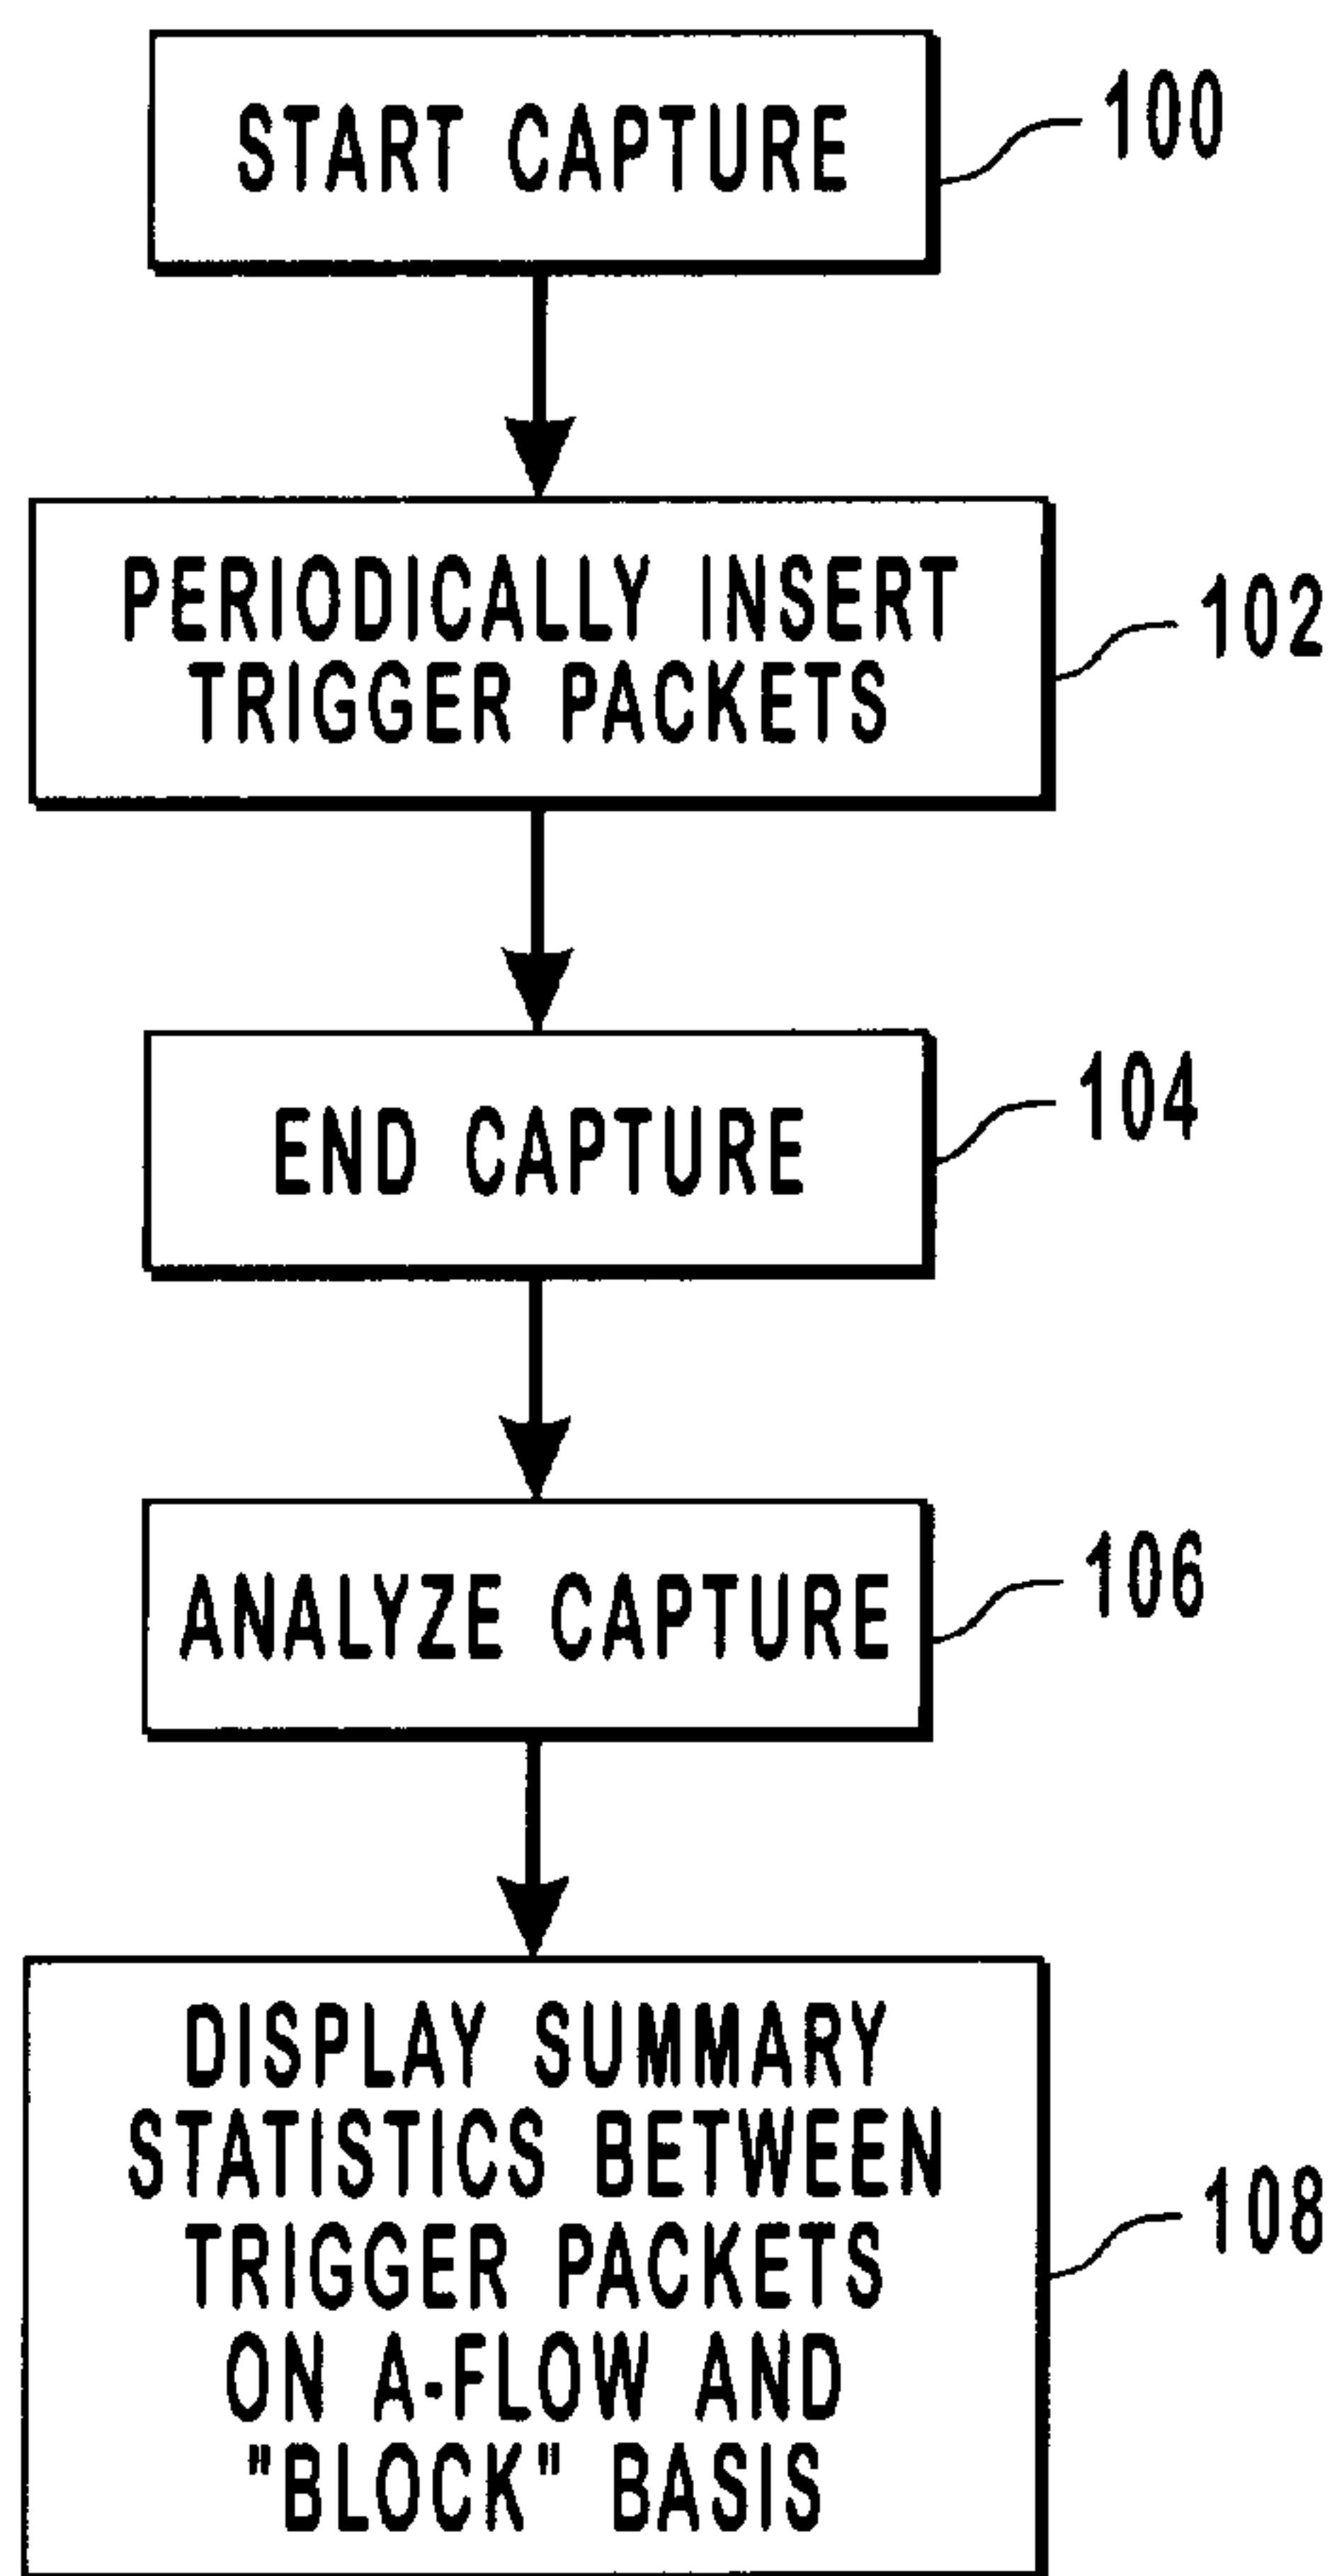 START CAPTURE
100
PERIODICALLY INSERT
TRIGGER PACKETS
102
END CAPTURE
104
ANALYZE CAPTURE
106
DISPLAY SUMMARY
STATISTICS BETWEEN
TRIGGER PACKETS
ON A-FLOW AND
"BLOCK" BASIS
108